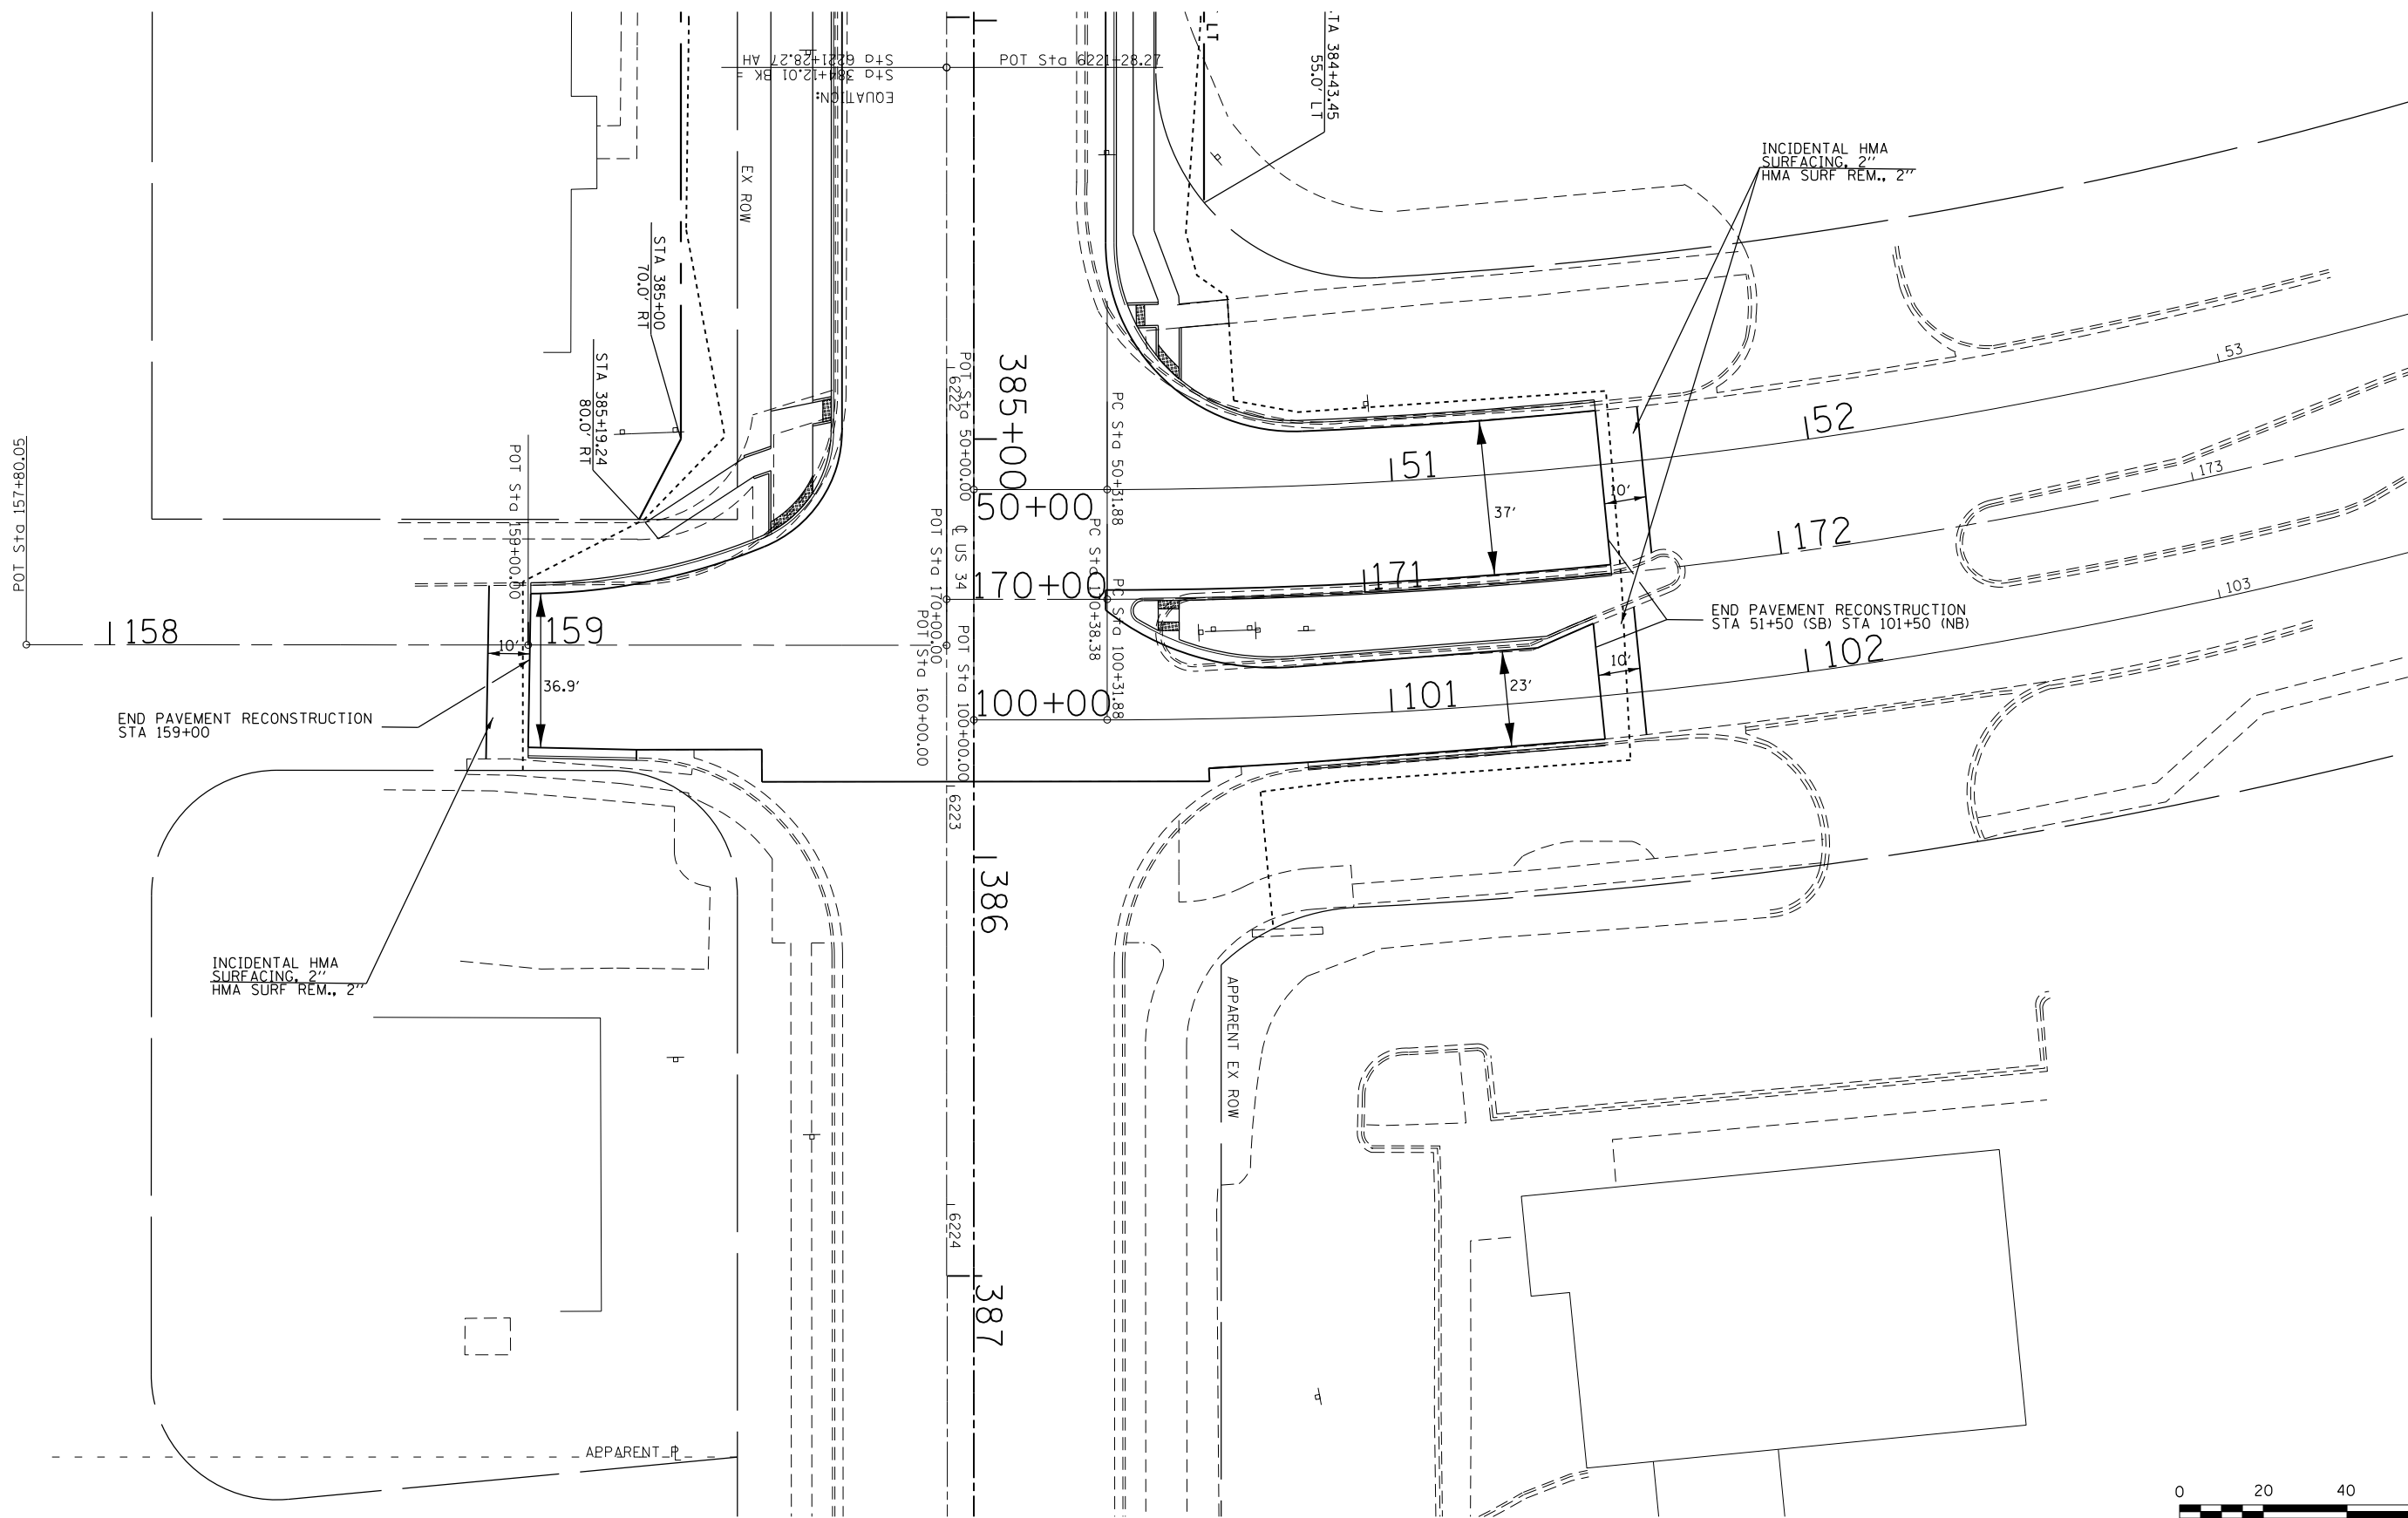 EQUATION:
Sta 384+12.01 BK =
Sta 6221+28.27 AH
POT Sta 6221+28.27
LT
TA 384+43.45
55.0' LT
INCIDENTAL HMA
SURFACING, 2''
HMA SURF REM., 2''
EX ROW
STA 385+00
70.0' RT
STA 385+19.24
80.0' RT
POT Sta 157+80.05
POT Sta 159+00.00
6222
POT Sta 50+00.00
385+00
PC Sta 50+31.88
50+00
51
52
53
10'
37'
173
172
171
170+00
POT Sta 170+00.00
℄ US 34
PC Sta 170+38.38
158
159
10'
36.9'
POT Sta 160+00.00
POT Sta 100+00.00
PC Sta 100+31.88
100+00
101
102
103
10'
23'
END PAVEMENT RECONSTRUCTION
STA 51+50 (SB) STA 101+50 (NB)
END PAVEMENT RECONSTRUCTION
STA 159+00
6223
386
INCIDENTAL HMA
SURFACING, 2''
HMA SURF REM., 2''
APPARENT EX ROW
6224
387
APPARENT PL
0 20 40